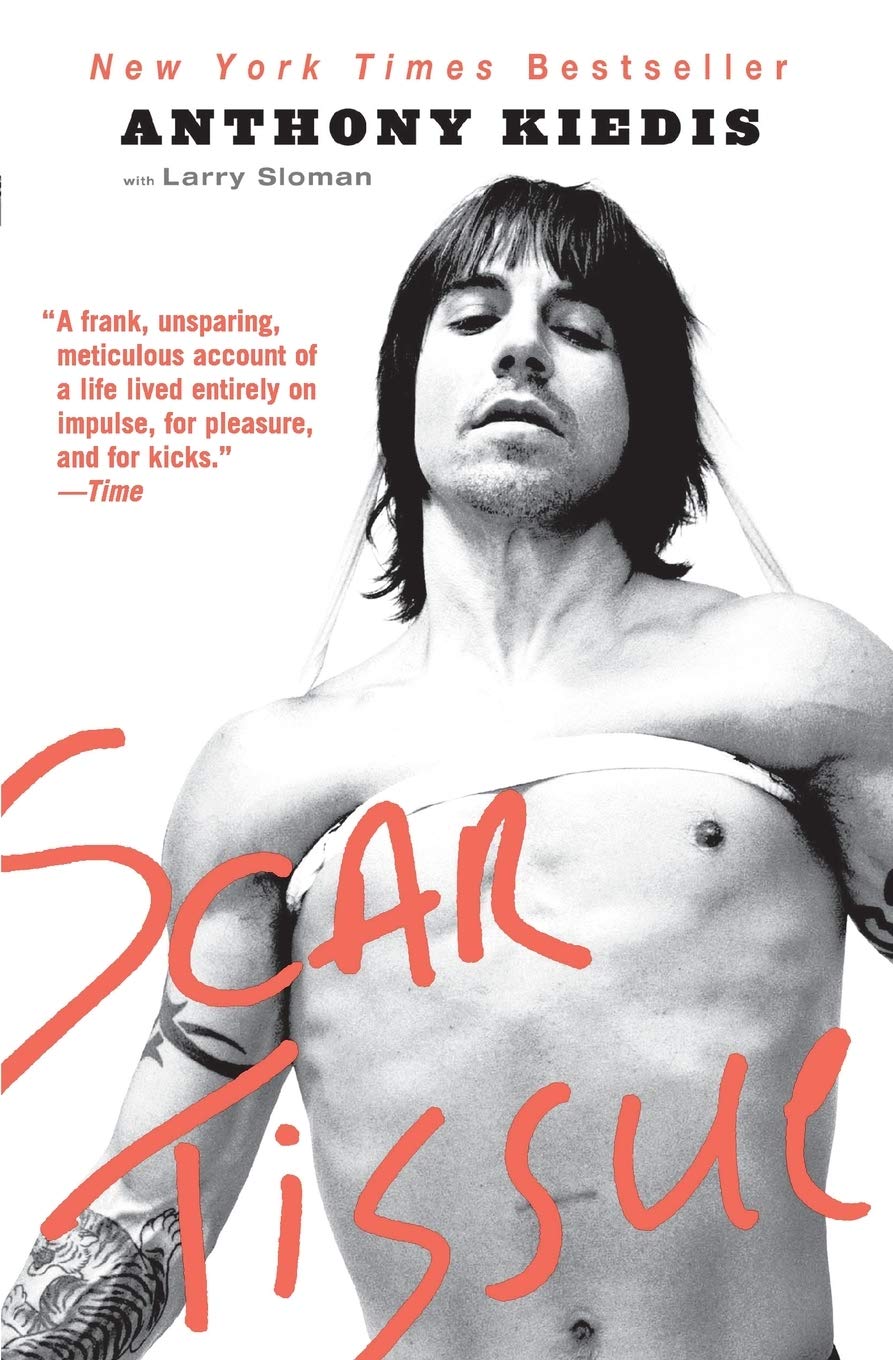 New York Times Bestseller
ANTHONY KIEDIS
with Larry Sloman
“A frank, unsparing,
meticulous account of
a life lived entirely on
impulse, for pleasure,
and for kicks.”
—Time
SCAR
TissUe